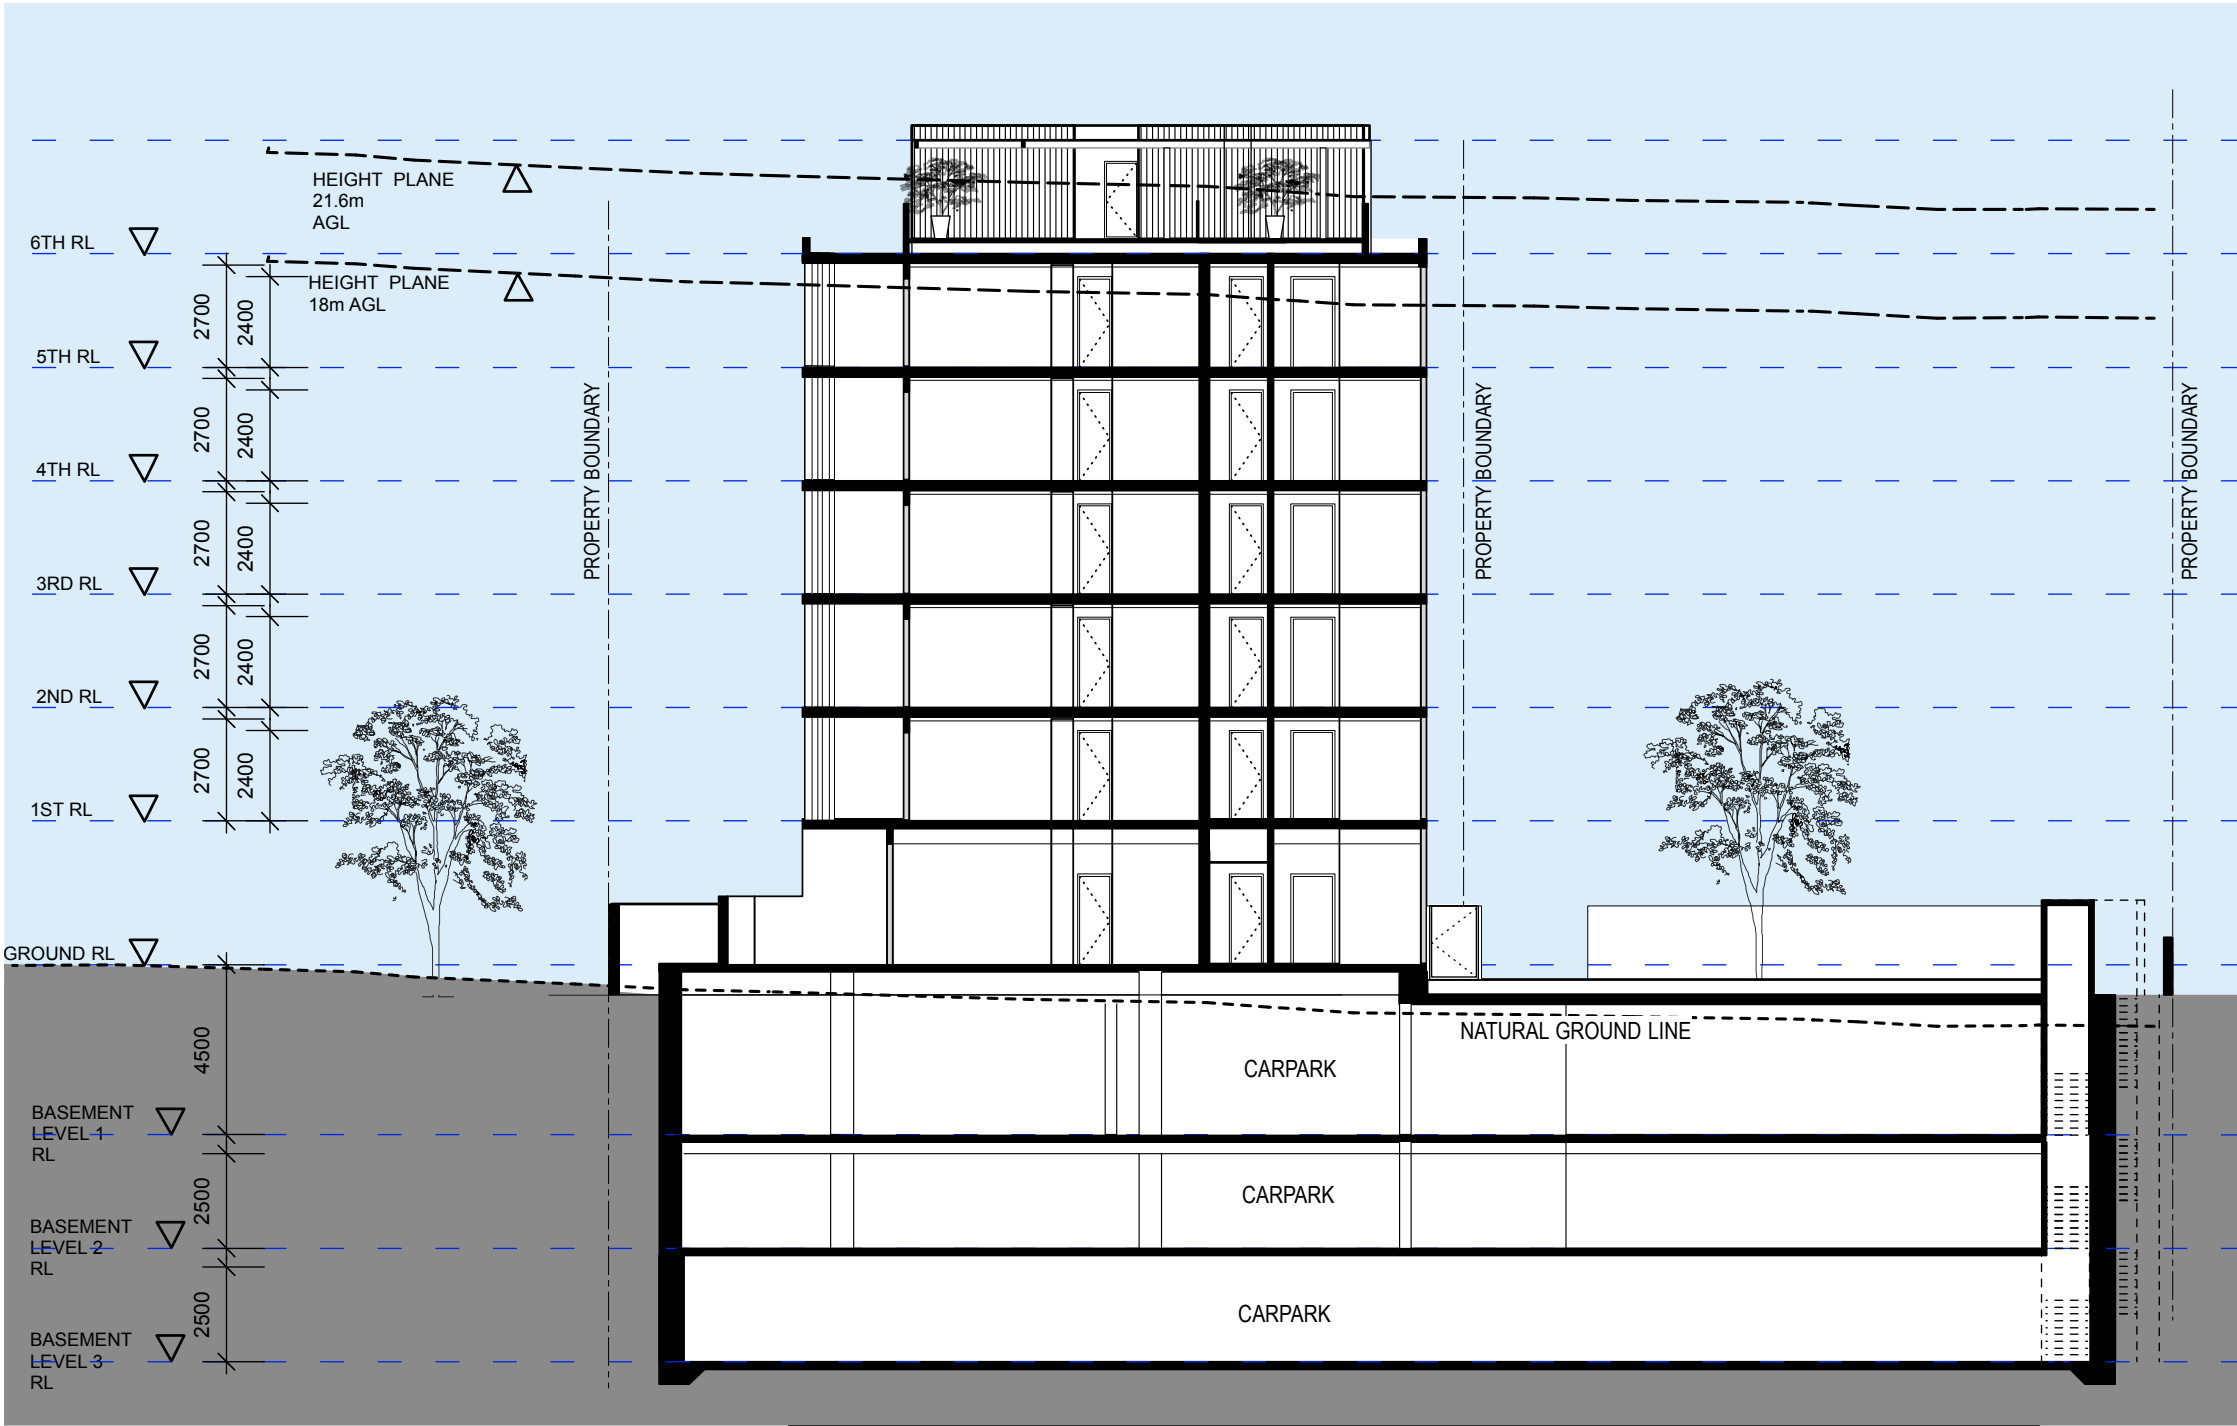 HEIGHT PLANE
21.6m
AGL
6TH RL
HEIGHT PLANE
18m AGL
2700
2400
5TH RL
2700
2400
4TH RL
2700
2400
3RD RL
2700
2400
2ND RL
2700
2400
1ST RL
PROPERTY BOUNDARY
PROPERTY BOUNDARY
PROPERTY BOUNDARY
GROUND RL
NATURAL GROUND LINE
4500
CARPARK
BASEMENT
LEVEL 1
RL
2500
CARPARK
BASEMENT
LEVEL 2
RL
2500
CARPARK
BASEMENT
LEVEL 3
RL